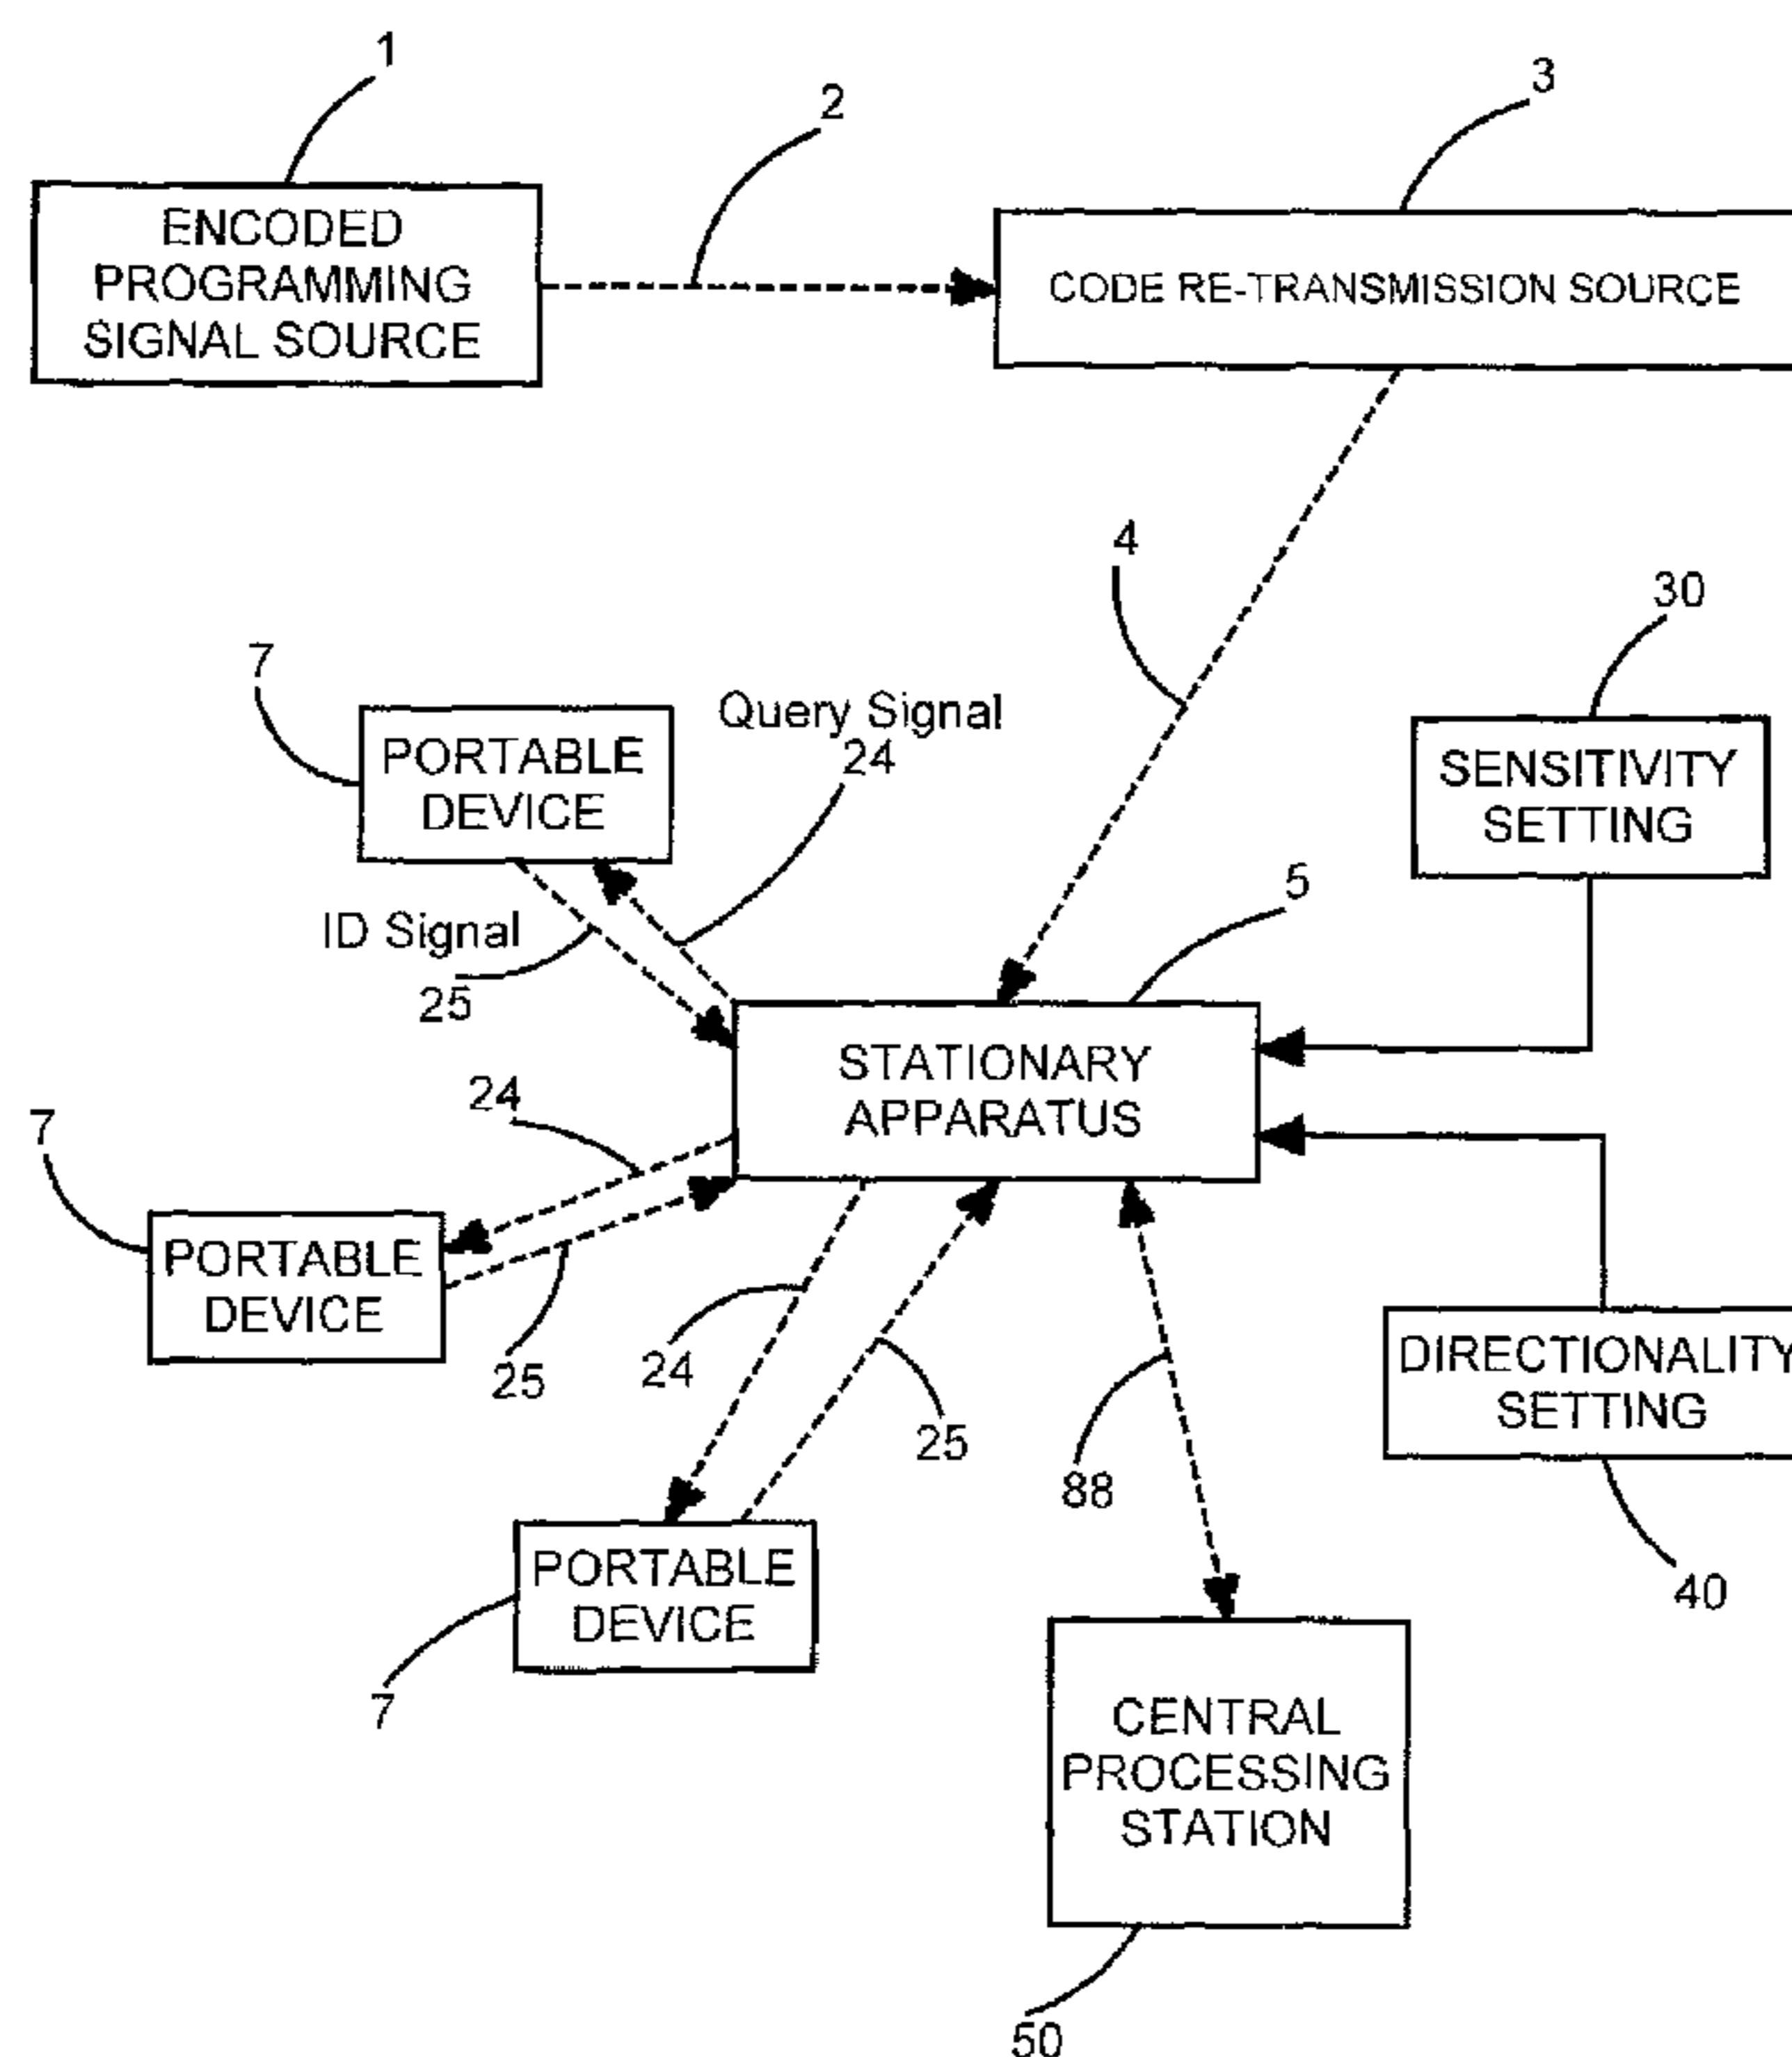 1
2
3
ENCODED
PROGRAMMING
SIGNAL SOURCE
CODE RE-TRANSMISSION SOURCE
4
30
7
Query Signal
24
PORTABLE
DEVICE
SENSITIVITY
SETTING
5
ID Signal
25
STATIONARY
APPARATUS
24
7
PORTABLE
DEVICE
25
24
25
DIRECTIONALITY
SETTING
88
40
PORTABLE
DEVICE
7
CENTRAL
PROCESSING
STATION
50